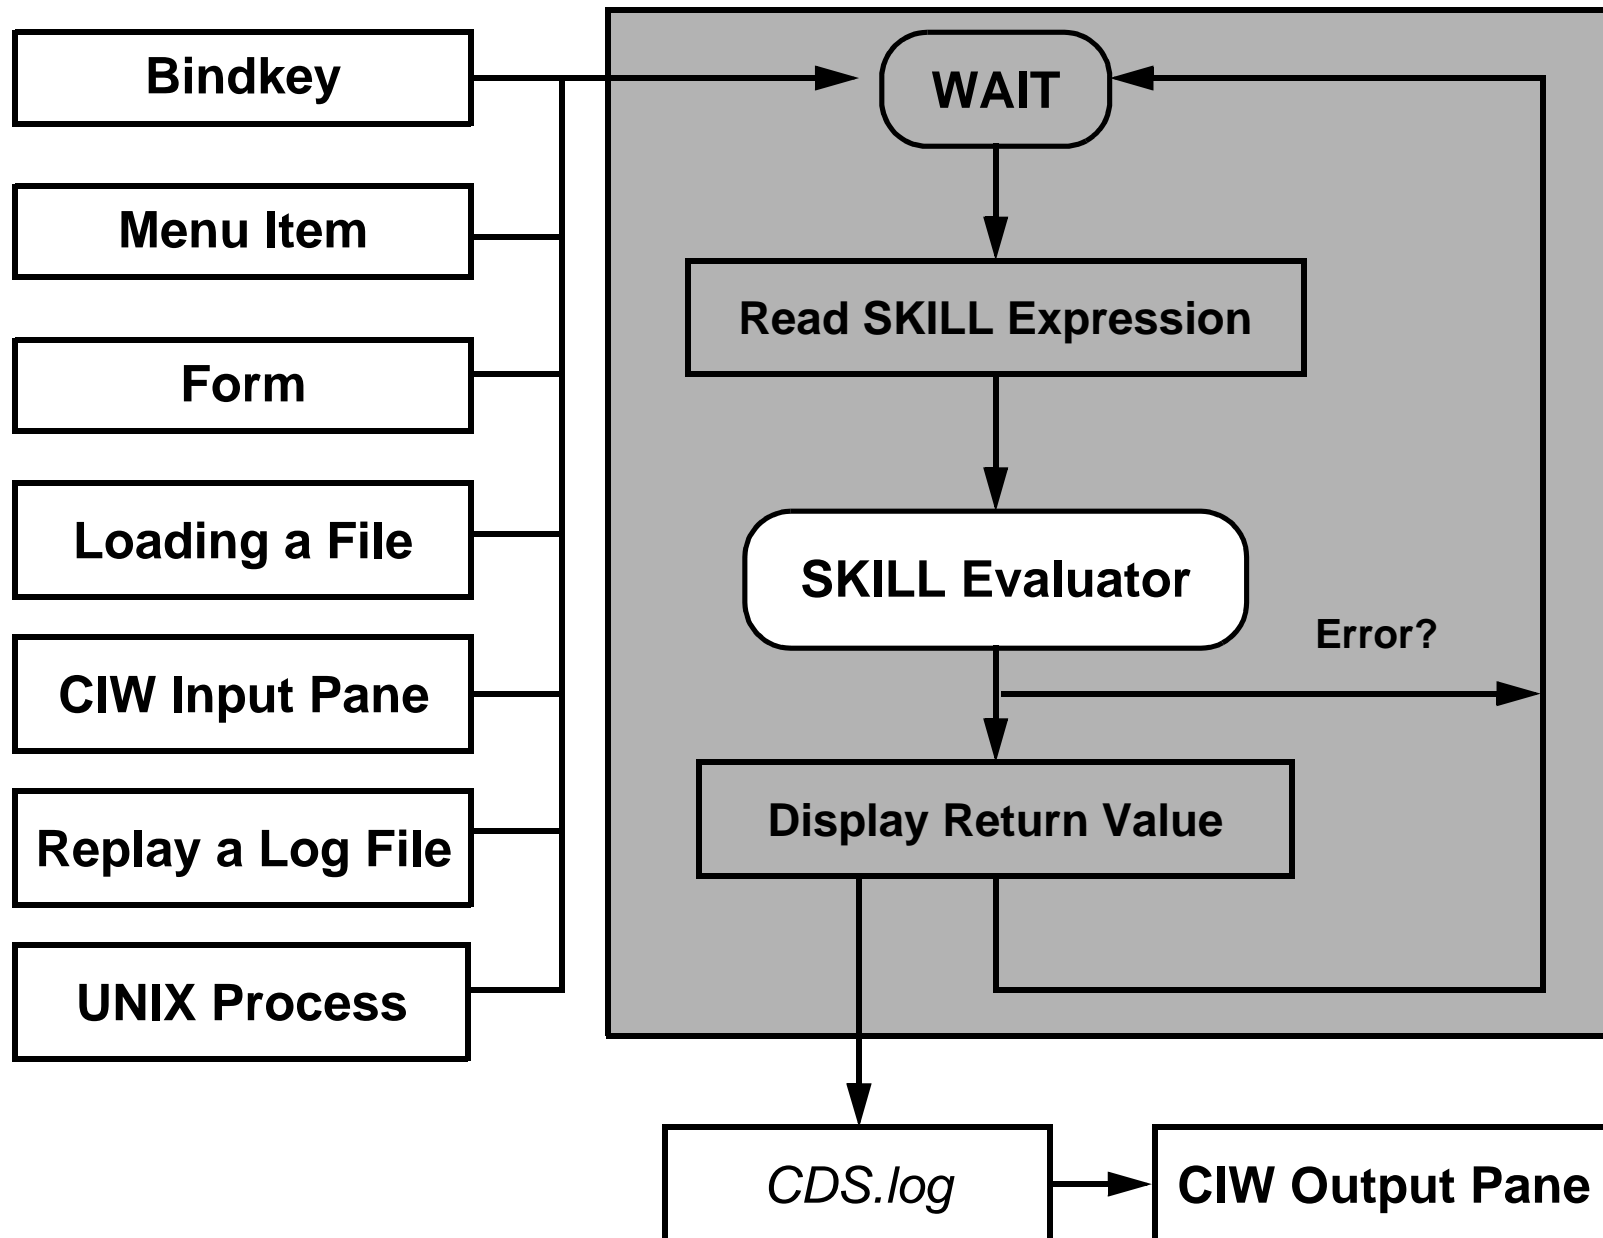 Bindkey
Menu Item
Form
Loading a File
CIW Input Pane
Replay a Log File
UNIX Process
WAIT
Read SKILL Expression
SKILL Evaluator
Error?
Display Return Value
CDS.log
CIW Output Pane